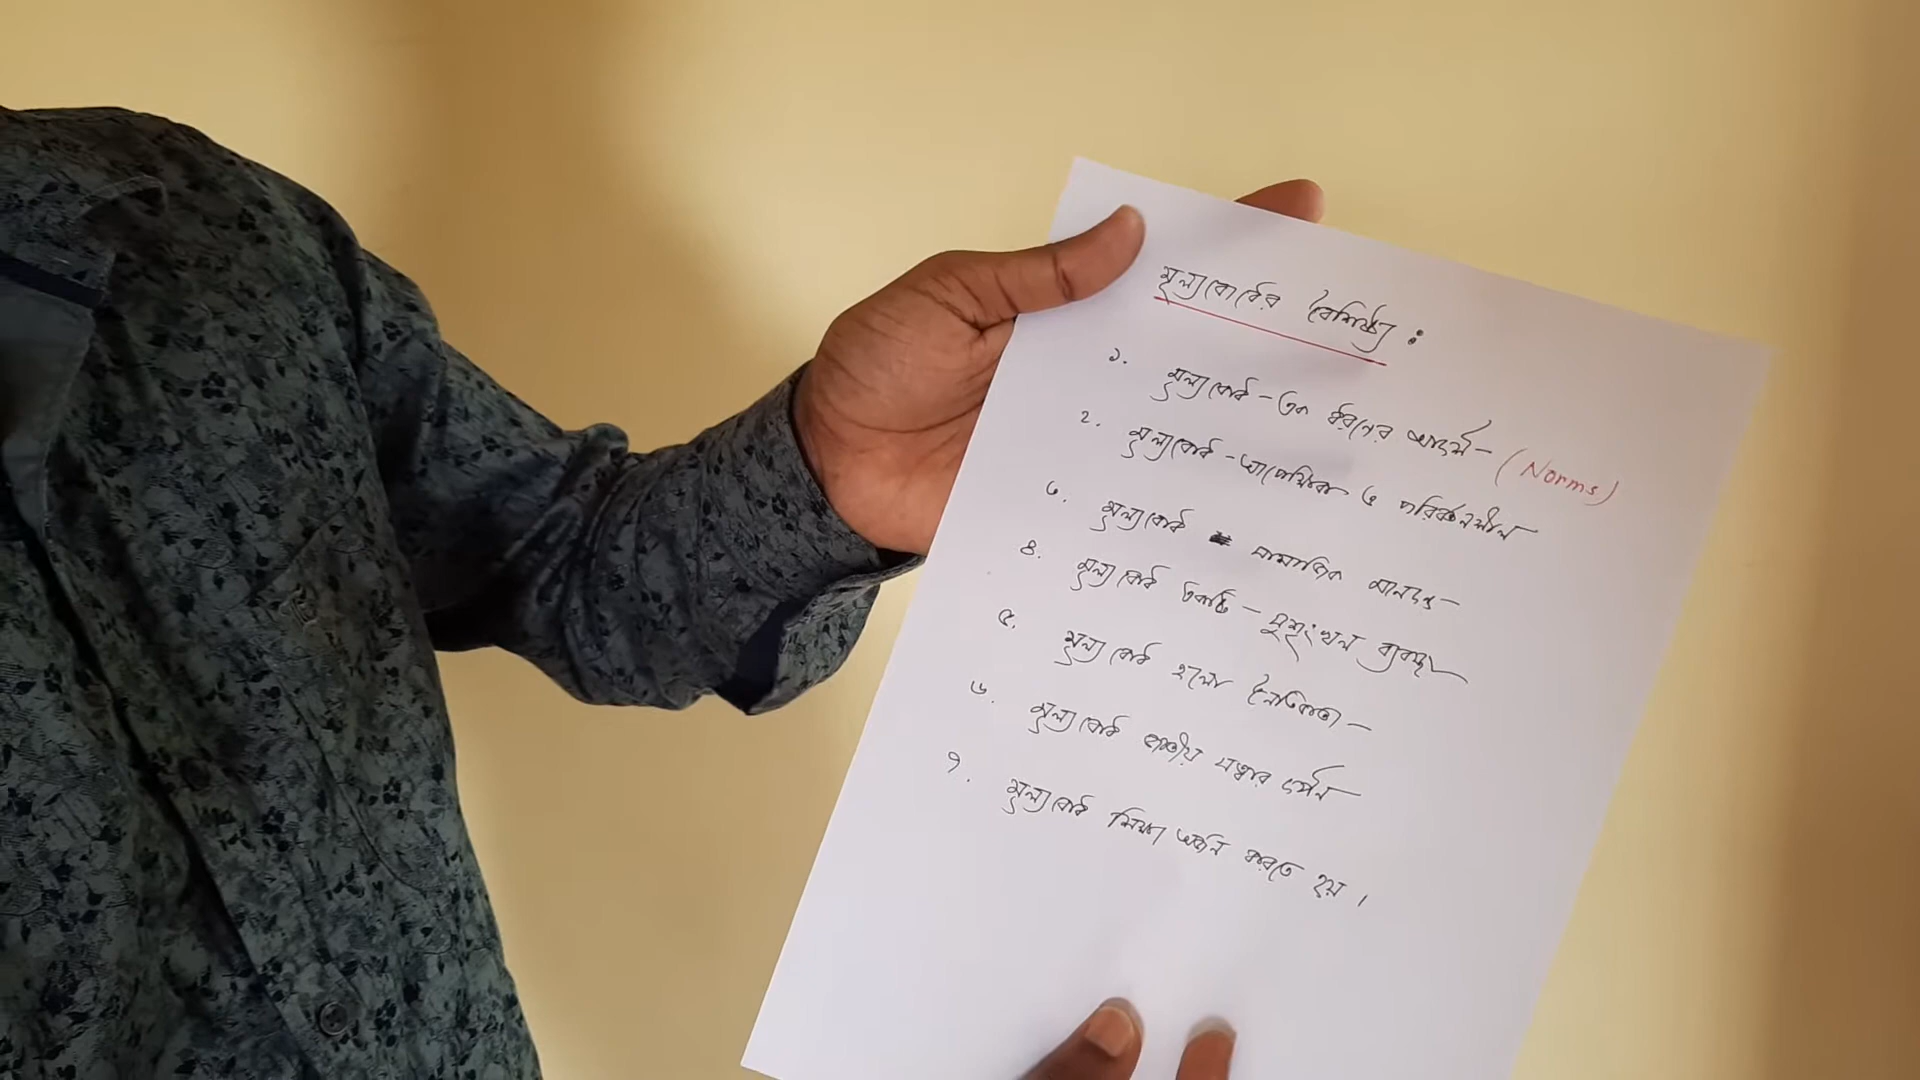 মূল্যবোধের বৈশিষ্ট্য :
১. মূল্যবোধ - এক ধরনের আদর্শ - (Norms)
২. মূল্যবোধ - আপেক্ষিক ও পরিবর্তনশীল
৩. মূল্যবোধ সামাজিক মানদণ্ড -
৪. মূল্যবোধ একটি - সুশৃংখল ব্যবস্থা
৫. মূল্যবোধ হলো নৈতিকতা -
৬. মূল্যবোধ জাতীয় সত্ত্বার দর্পন
৭. মূল্যবোধ শিক্ষা অর্জন করতে হয় ।